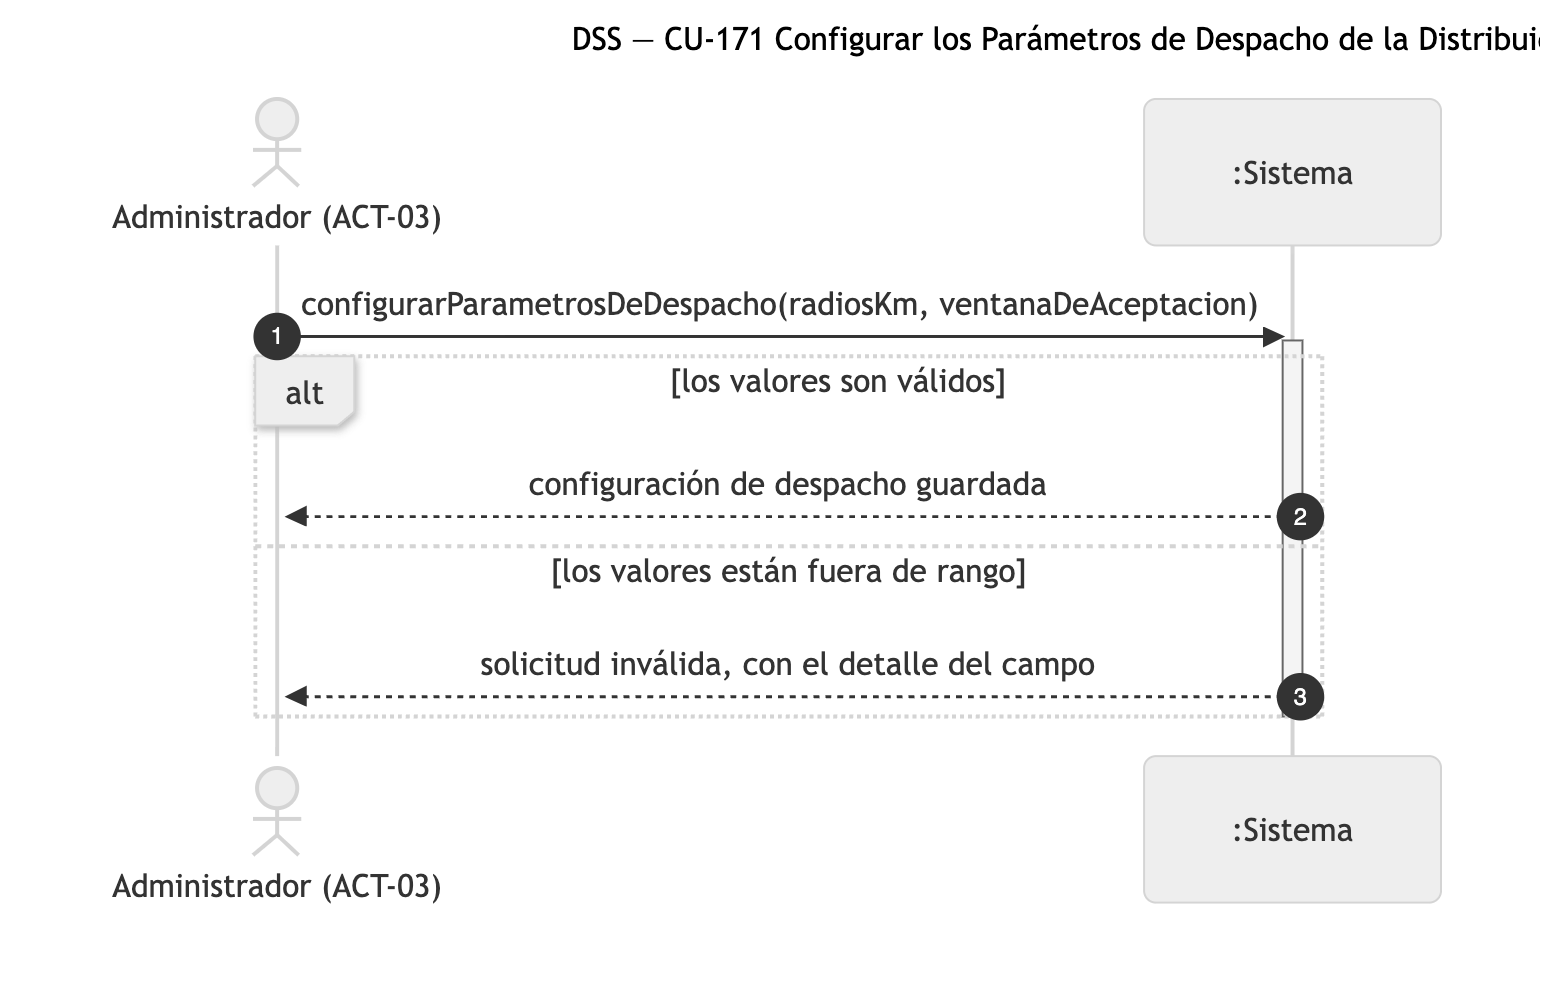 DSS — CU-171 Configurar los Parámetros de Despacho de la
Administrador (ACT-03)
:Sistema
configurarParametrosDeDespacho(radiosKm, ventanaDeAceptacion)
1
alt
[los valores son válidos]
configuración de despacho guardada
2
[los valores están fuera de rango]
solicitud inválida, con el detalle del campo
3
Administrador (ACT-03)
:Sistema